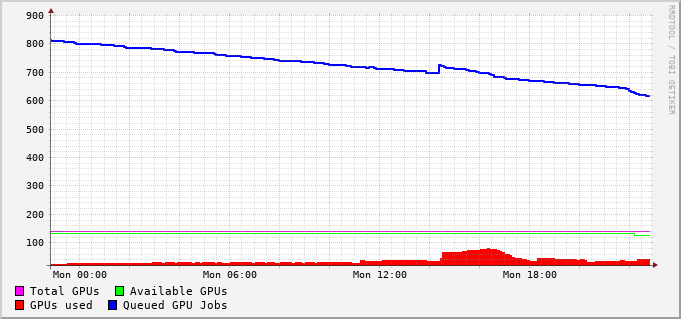 900
800
700
600
500
400
300
200
100
Mon 00:00 Mon 06:00 Mon 12:00 Mon 18:00
Total GPUs Available GPUs
GPUs used Queued GPU Jobs
RRDTOOL / TOBI OETIKER